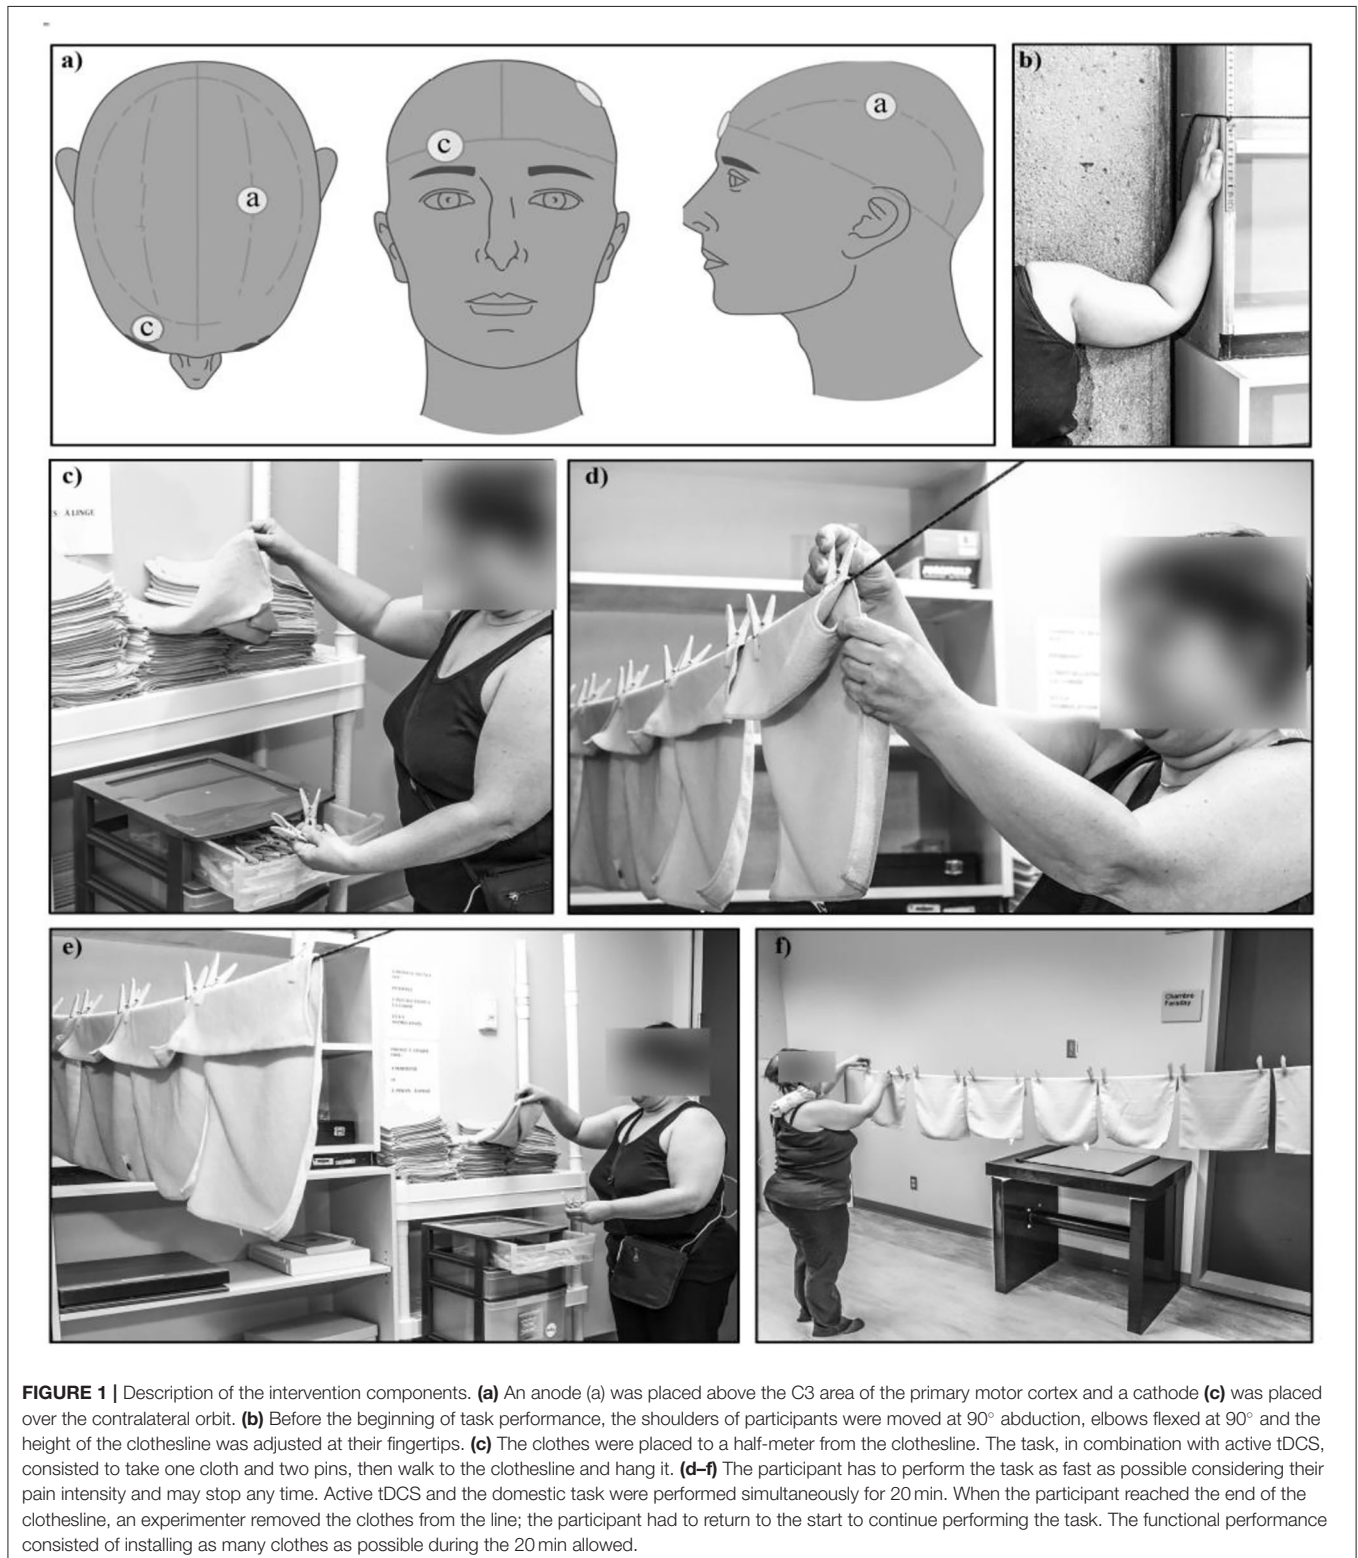 a)
a
c
c
a
b)
c)
S: À LINGE
d)
e)
f)
Chambre
Faraday
FIGURE 1 | Description of the intervention components. (a) An anode (a) was placed above the C3 area of the primary motor cortex and a cathode (c) was placed
over the contralateral orbit. (b) Before the beginning of task performance, the shoulders of participants were moved at 90° abduction, elbows flexed at 90° and the
height of the clothesline was adjusted at their fingertips. (c) The clothes were placed to a half-meter from the clothesline. The task, in combination with active tDCS,
consisted to take one cloth and two pins, then walk to the clothesline and hang it. (d–f) The participant has to perform the task as fast as possible considering their
pain intensity and may stop any time. Active tDCS and the domestic task were performed simultaneously for 20 min. When the participant reached the end of the
clothesline, an experimenter removed the clothes from the line; the participant had to return to the start to continue performing the task. The functional performance
consisted of installing as many clothes as possible during the 20 min allowed.